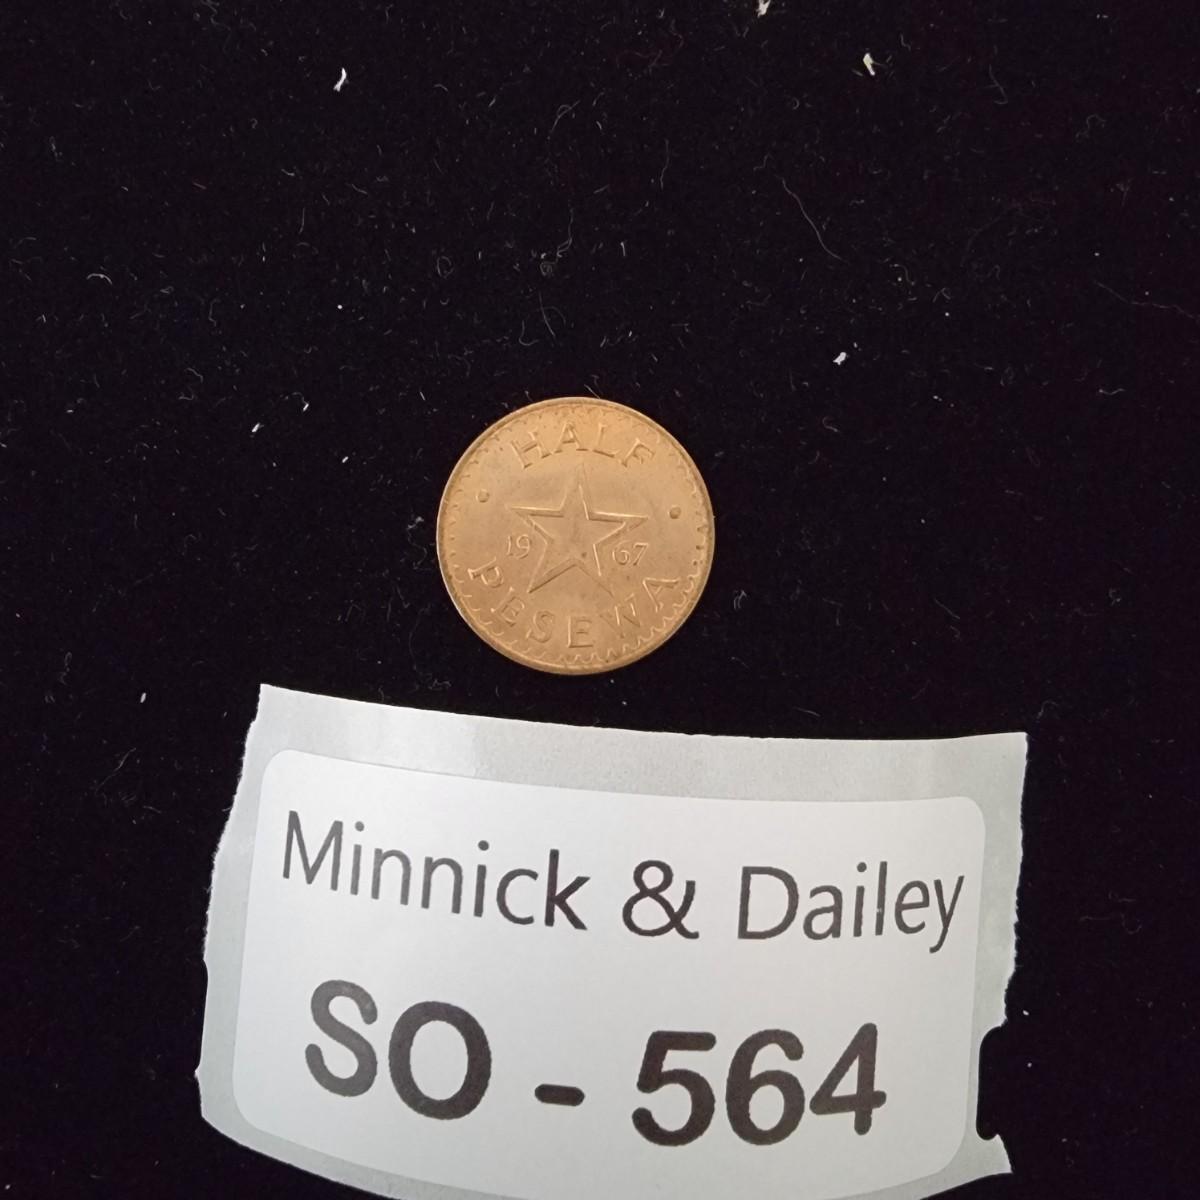 HALF
19 67
PESEWA
Minnick & Dailey
SO - 564